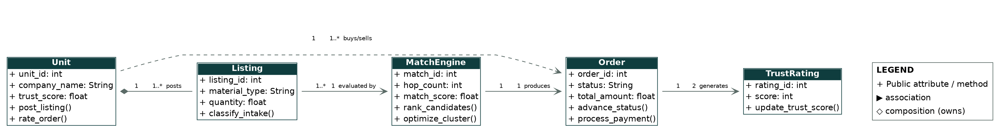 1 1..* buys/sells
Unit
+ unit_id: int
+ company_name: String
+ trust_score: float
+ post_listing()
+ rate_order()
1 1..* posts
Listing
+ listing_id: int
+ material_type: String
+ quantity: float
+ classify_intake()
1..* 1 evaluated by
MatchEngine
+ match_id: int
+ hop_count: int
+ match_score: float
+ rank_candidates()
+ optimize_cluster()
1 1 produces
Order
+ order_id: int
+ status: String
+ total_amount: float
+ advance_status()
+ process_payment()
1 2 generates
TrustRating
+ rating_id: int
+ score: int
+ update_trust_score()
LEGEND
+ Public attribute / method
▶ association
◇ composition (owns)